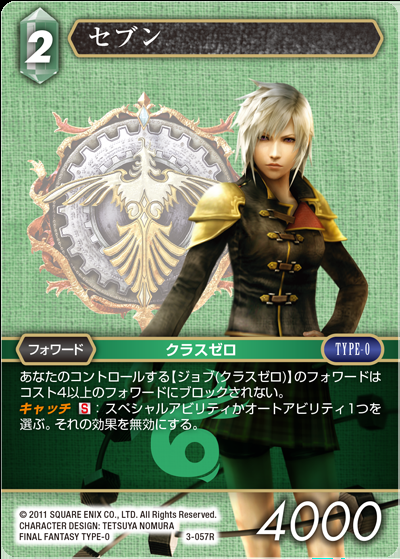 2
セブン
フォワード
クラスゼロ
TYPE-0
あなたのコントロールする【ジョブ(クラスゼロ)】のフォワードは
コスト4以上のフォワードにブロックされない。
キャッチ S：スペシャルアビリティかオートアビリティ1つを
選ぶ。それの効果を無効にする。
6
© 2011 SQUARE ENIX CO., LTD. All Rights Reserved.
CHARACTER DESIGN: TETSUYA NOMURA
FINAL FANTASY TYPE-0
3-057R
4000